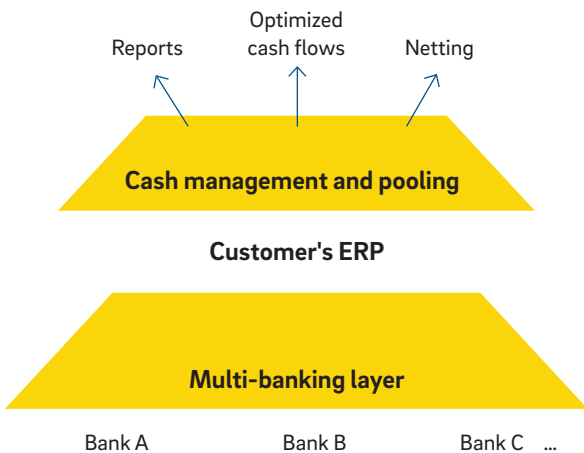 Reports
Optimized
cash flows
Netting
Cash management and pooling
Customer's ERP
Multi-banking layer
Bank A
Bank B
Bank C ...